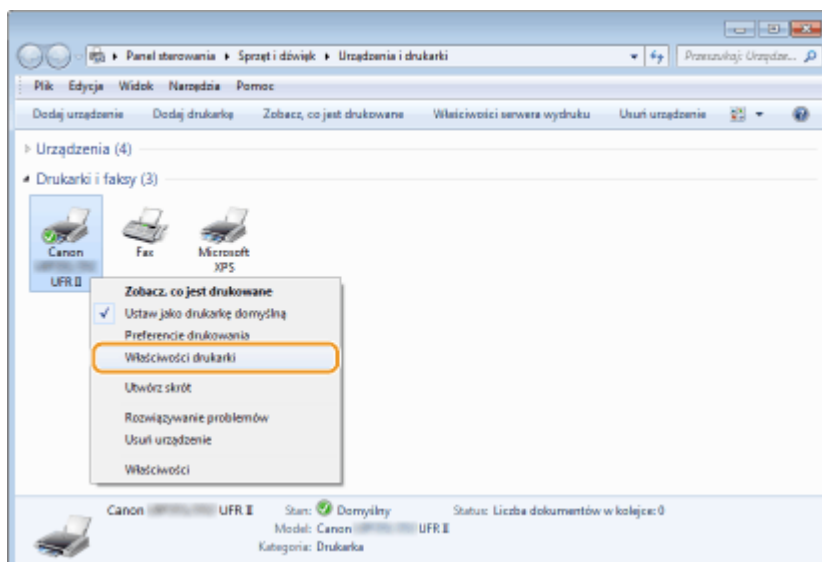 Panel sterowania ▸ Sprzęt i dźwięk ▸ Urządzenia i drukarki
Przeszukaj: Urządze...
Plik Edycja Widok Narzędzia Pomoc
Dodaj urządzenie Dodaj drukarkę Zobacz, co jest drukowane Właściwości serwera wydruku Usuń urządzenie
Urządzenia (4)
Drukarki i faksy (3)
Canon
UFR II
Fax
Microsoft
XPS
Zobacz, co jest drukowane
Ustaw jako drukarkę domyślną
Preferencje drukowania
Właściwości drukarki
Utwórz skrót
Rozwiązywanie problemów
Usuń urządzenie
Właściwości
Canon UFR II Stan: Domyślny Status: Liczba dokumentów w kolejce: 0
Model: Canon UFR II
Kategoria: Drukarka